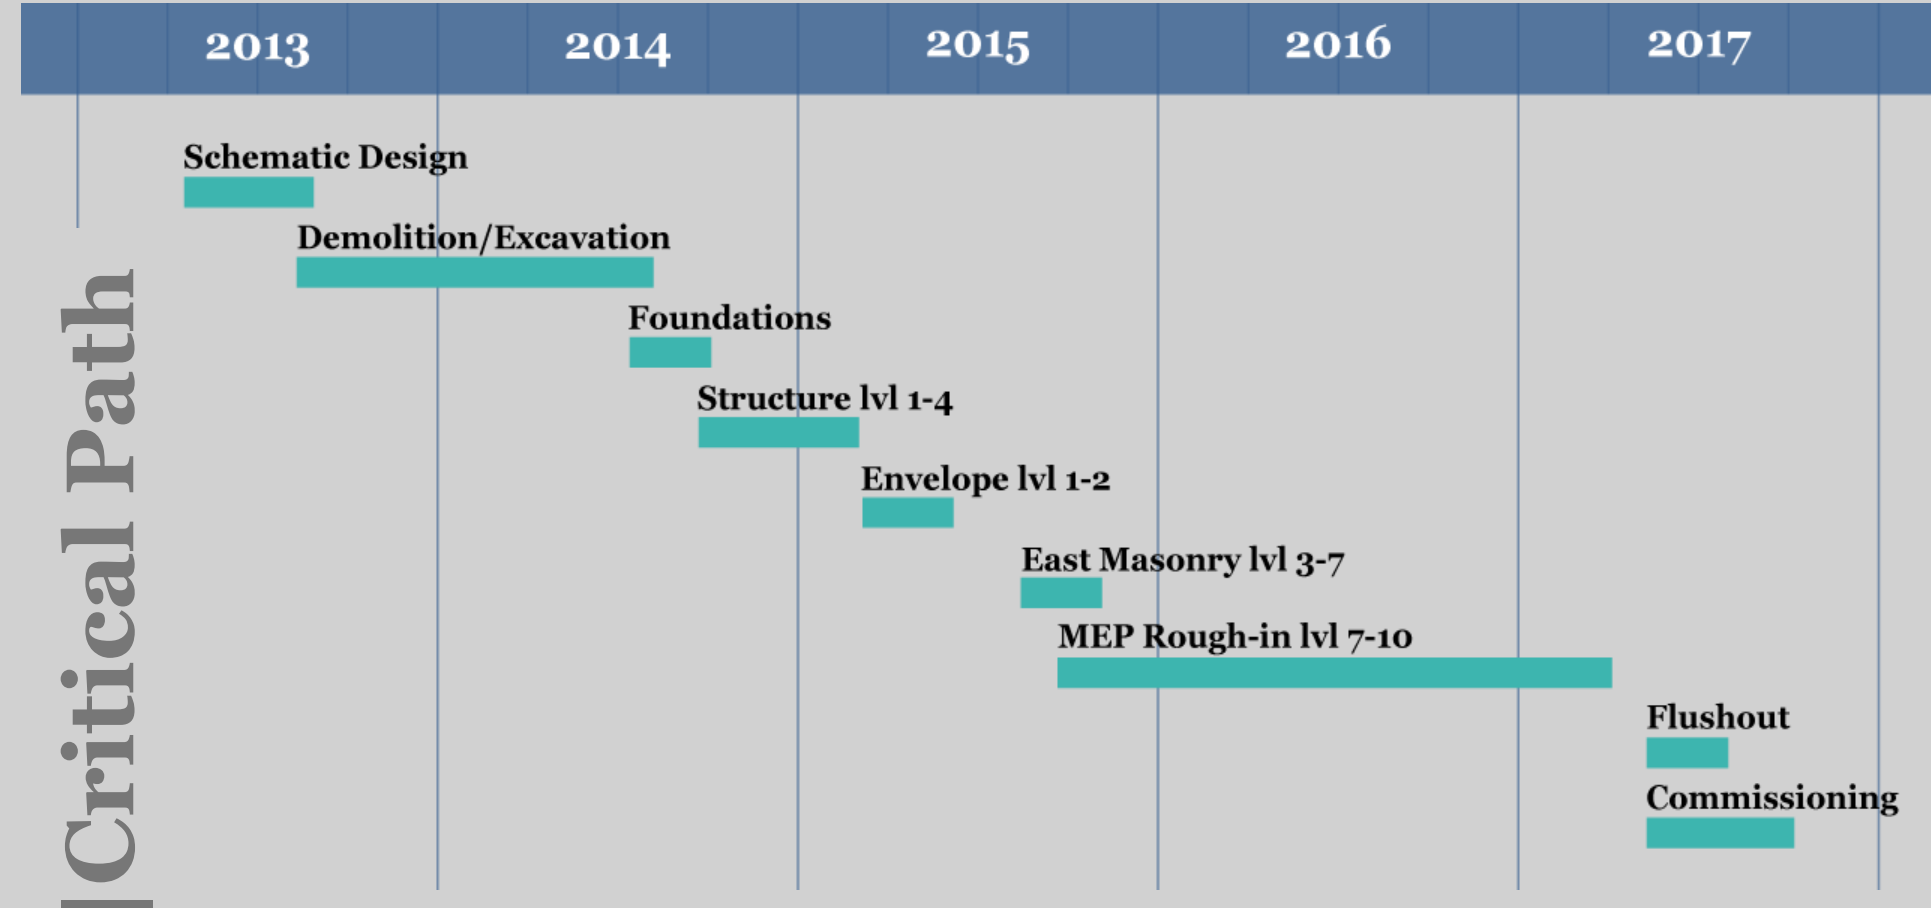 2013 2014 2015 2016 2017
Schematic Design
Demolition/Excavation
Foundations
Structure lvl 1-4
Envelope lvl 1-2
East Masonry lvl 3-7
MEP Rough-in lvl 7-10
Flushout
Commissioning
Critical Path